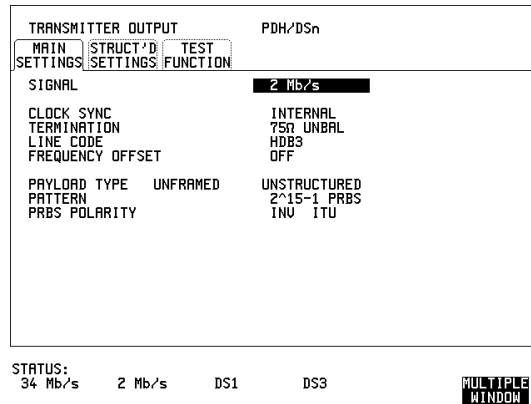 TRANSMITTER OUTPUT PDH/DSn
MAIN SETTINGS STRUCT'D SETTINGS TEST FUNCTION
SIGNAL 2 Mb/s
CLOCK SYNC INTERNAL
TERMINATION 75Ω UNBAL
LINE CODE HDB3
FREQUENCY OFFSET OFF
PAYLOAD TYPE UNFRAMED UNSTRUCTURED
PATTERN 2^15-1 PRBS
PRBS POLARITY INV ITU
STATUS:
34 Mb/s 2 Mb/s DS1 DS3 MULTIPLE WINDOW